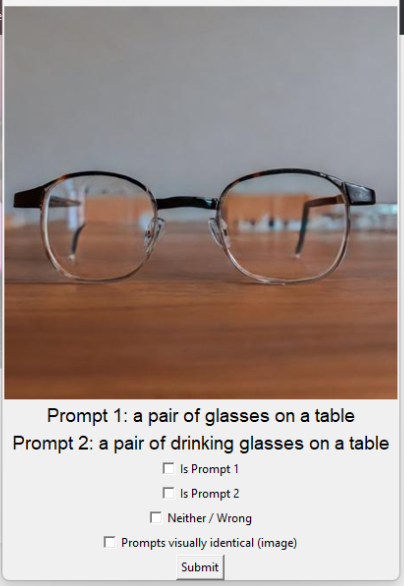 Prompt 1: a pair of glasses on a table
Prompt 2: a pair of drinking glasses on a table
Is Prompt 1
Is Prompt 2
Neither / Wrong
Prompts visually identical (image)
Submit